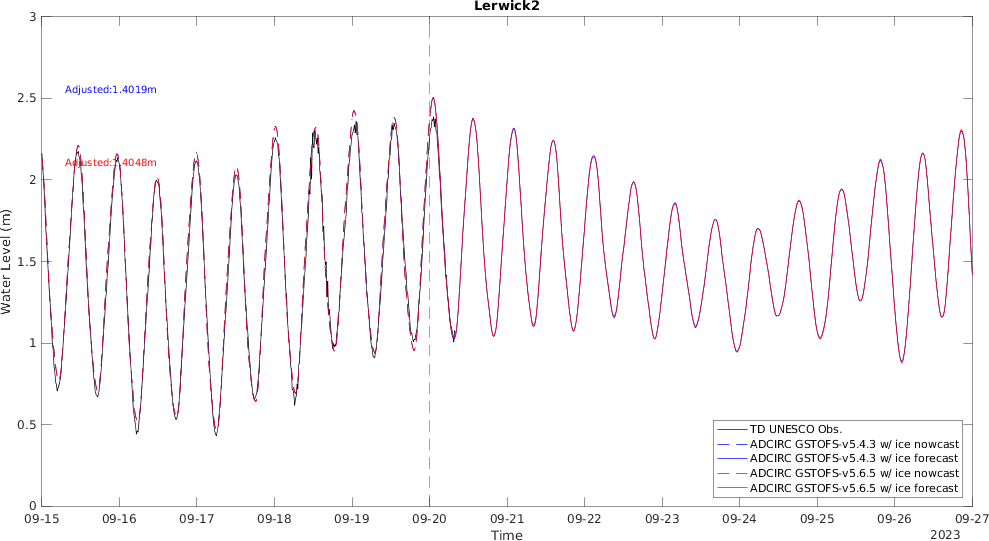 Lerwick2
3
2.5
2
1.5
1
0.5
0
Water Level (m)
Adjusted:1.4019m
Adjusted:1.4048m
TD UNESCO Obs.
ADCIRC GSTOFS-v5.4.3 w/ ice nowcast
ADCIRC GSTOFS-v5.4.3 w/ ice forecast
ADCIRC GSTOFS-v5.6.5 w/ ice nowcast
ADCIRC GSTOFS-v5.6.5 w/ ice forecast
09-15 09-16 09-17 09-18 09-19 09-20 09-21 09-22 09-23 09-24 09-25 09-26 09-27
Time
2023